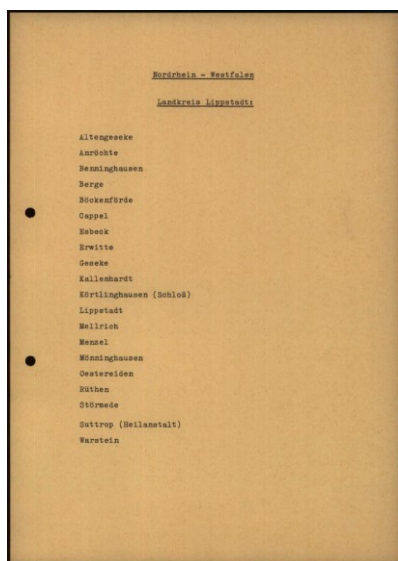 Nordrhein - Westfalen
Landkreis Lippstadt:
Altengeseke
Anröchte
Benninghausen
Berge
Böckenförde
Cappel
Esbeck
Erwitte
Geseke
Kallenhardt
Körtlinghausen (Schloß)
Lippstadt
Mellrich
Menzel
Mönninghausen
Oestereiden
Rüthen
Störmede
Suttrop (Heilanstalt)
Warstein